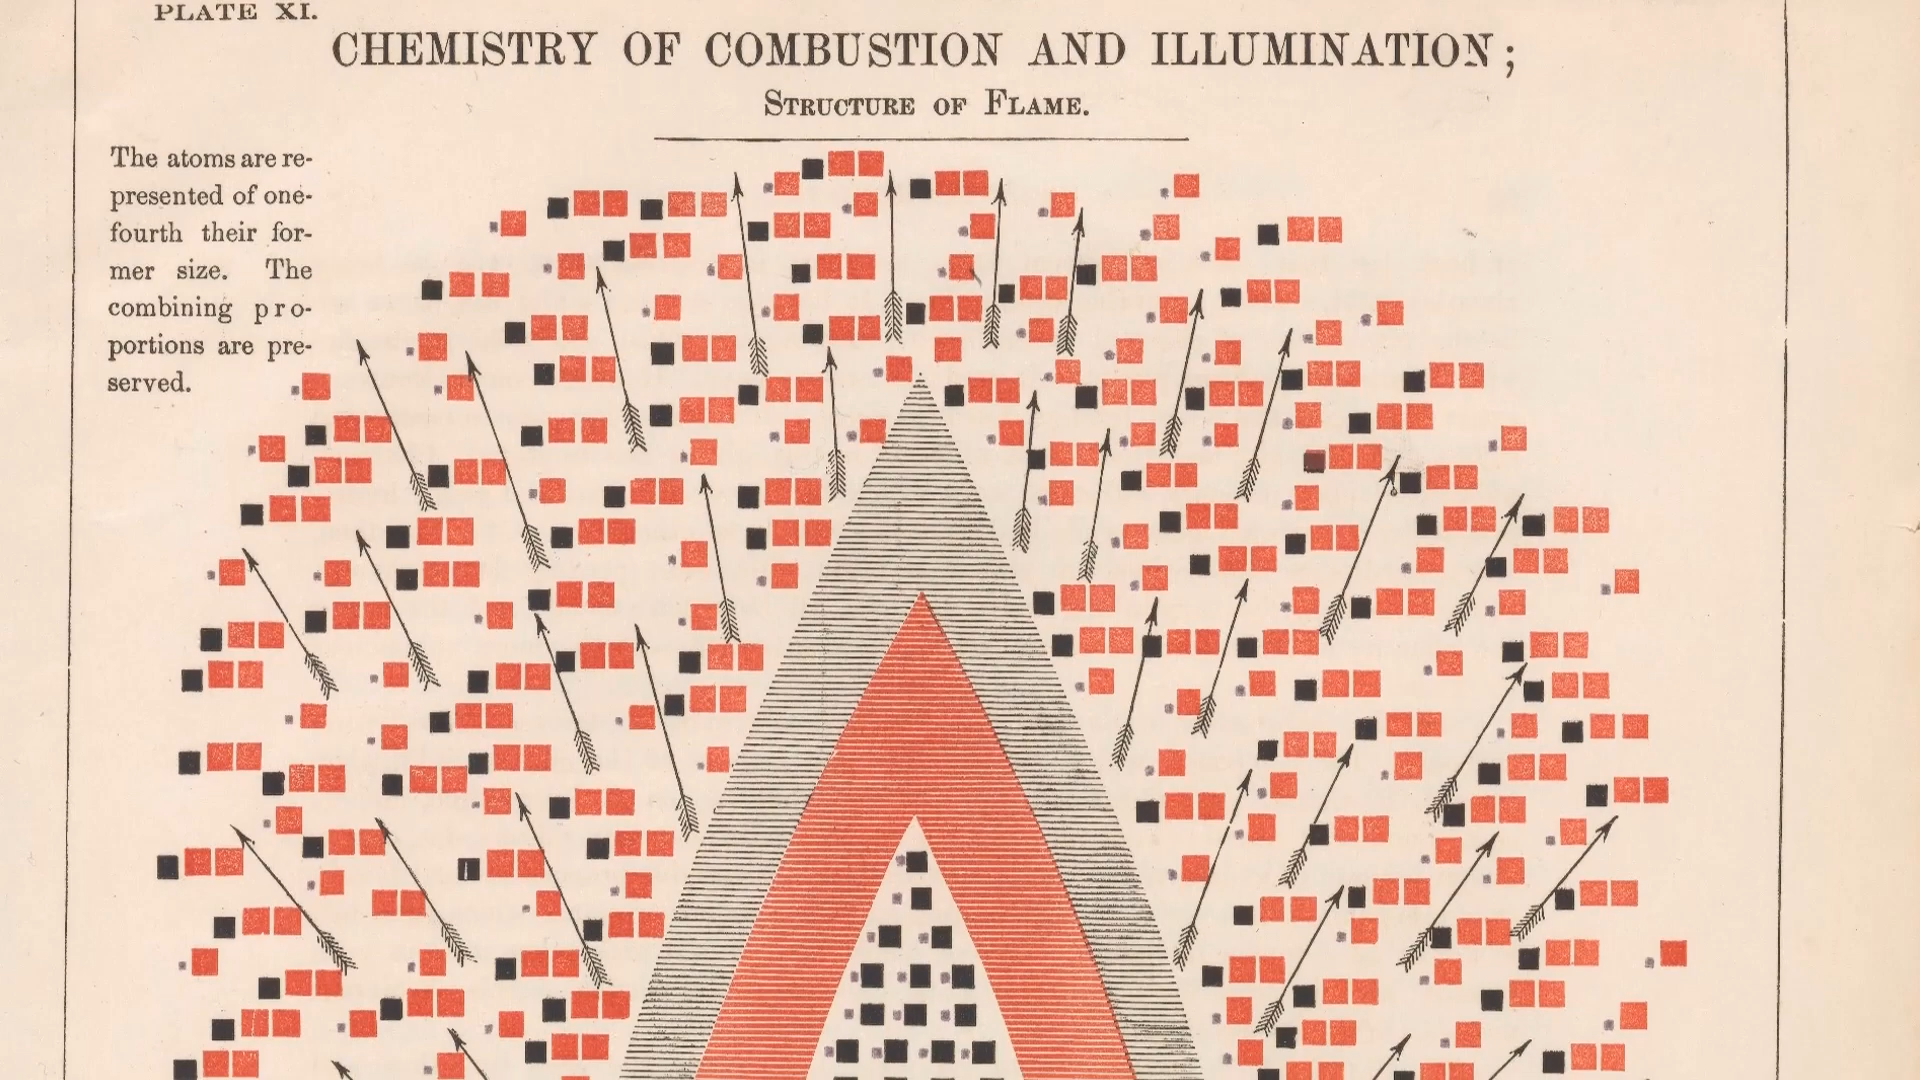 PLATE XI.
CHEMISTRY OF COMBUSTION AND ILLUMINATION;
STRUCTURE OF FLAME.
The atoms are re-
presented of one-
fourth their for-
mer size. The
combining pro-
portions are pre-
served.